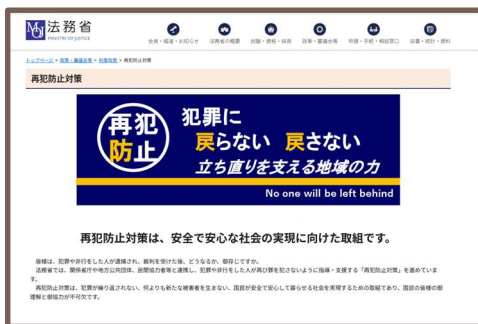 法務省
MINISTRY OF JUSTICE
会見・報道・お知らせ 法務省の概要 試験・資格・採用 政策・審議会等 申請・手続・相談窓口 白書・統計・資料
トップページ > 政策・審議会等 > 刑事政策 > 再犯防止対策
再犯防止対策
再犯防止
犯罪に
戻らない 戻さない
立ち直りを支える地域の力
No one will be left behind
再犯防止対策は、安全で安心な社会の実現に向けた取組です。
皆様は、犯罪や非行をした人が逮捕され、裁判を受けた後、どうなるか、御存じですか。
法務省では、関係省庁や地方公共団体、民間協力者等と連携し、犯罪や非行をした人が再び罪を犯さないように指導・支援する「再犯防止対策」を進めていま
す。
再犯防止対策は、犯罪が繰り返されない、何よりも新たな被害者を生まない、国民が安全で安心して暮らせる社会を実現するための取組であり、国民の皆様の御
理解と御協力が不可欠です。